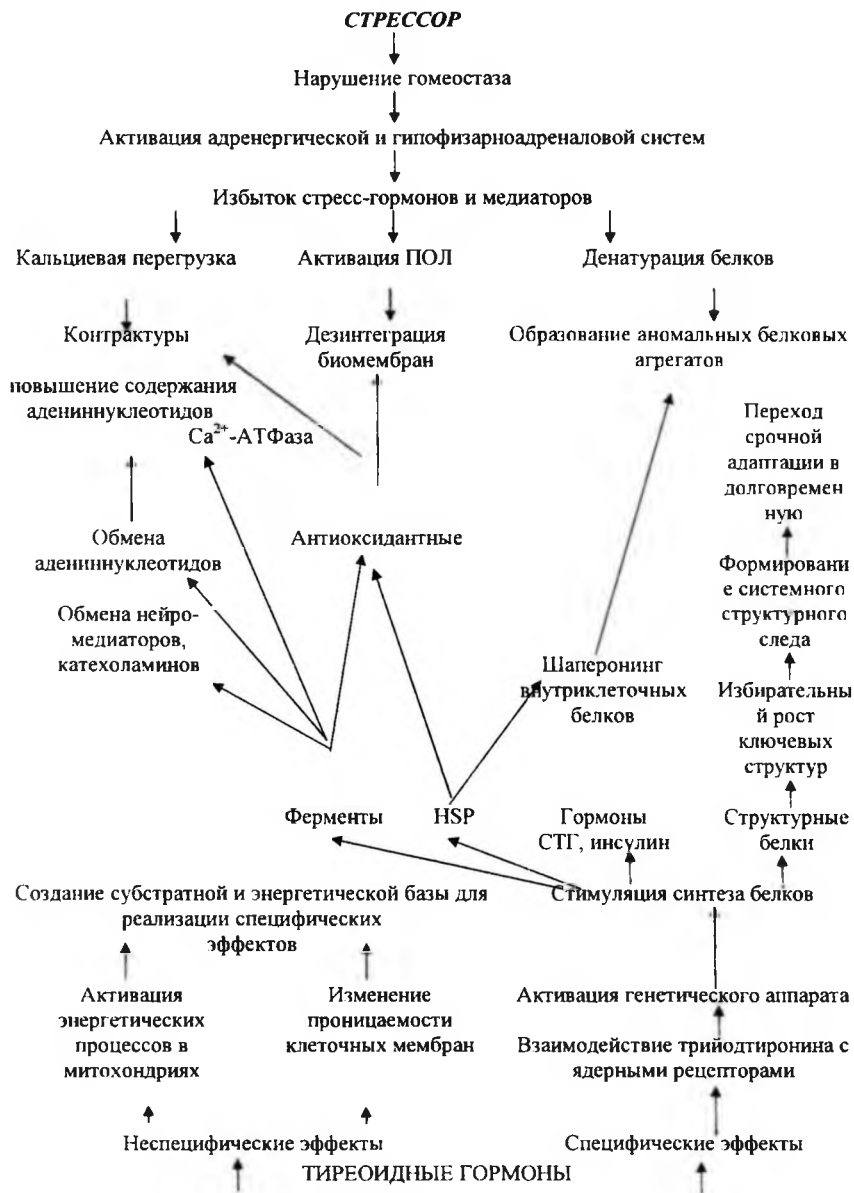 СТРЕССОР
Нарушение гомеостаза
Активация адренергической и гипофизарноадреналовой систем
Избыток стресс-гормонов и медиаторов
Кальциевая перегрузка
Активация ПОЛ
Денатурация белков
Контрактуры
Дезинтеграция
биомембран
Образование аномальных белковых
агрегатов
повышение содержания
адениннуклеотидов
Ca²⁺-АТФаза
Переход
срочной
адаптации в
долговремен
ную
Обмена
адениннуклеотидов
Антиоксидантные
Формировани
е системного
структурного
следа
Обмена нейро-
медиаторов,
катехоламинов
Шаперонинг
внутриклеточных
белков
Избирательны
й рост
ключевых
структур
Ферменты
HSP
Гормоны
СТГ, инсулин
Структурные
белки
Создание субстратной и энергетической базы для
реализации специфических
эффектов
Стимуляция синтеза белков
Активация
энергетических
процессов в
митохондриях
Изменение
проницаемости
клеточных мембран
Активация генетического аппарата
Взаимодействие трийодтиронина с
ядерными рецепторами
Неспецифические эффекты
Специфические эффекты
ТИРЕОИДНЫЕ ГОРМОНЫ